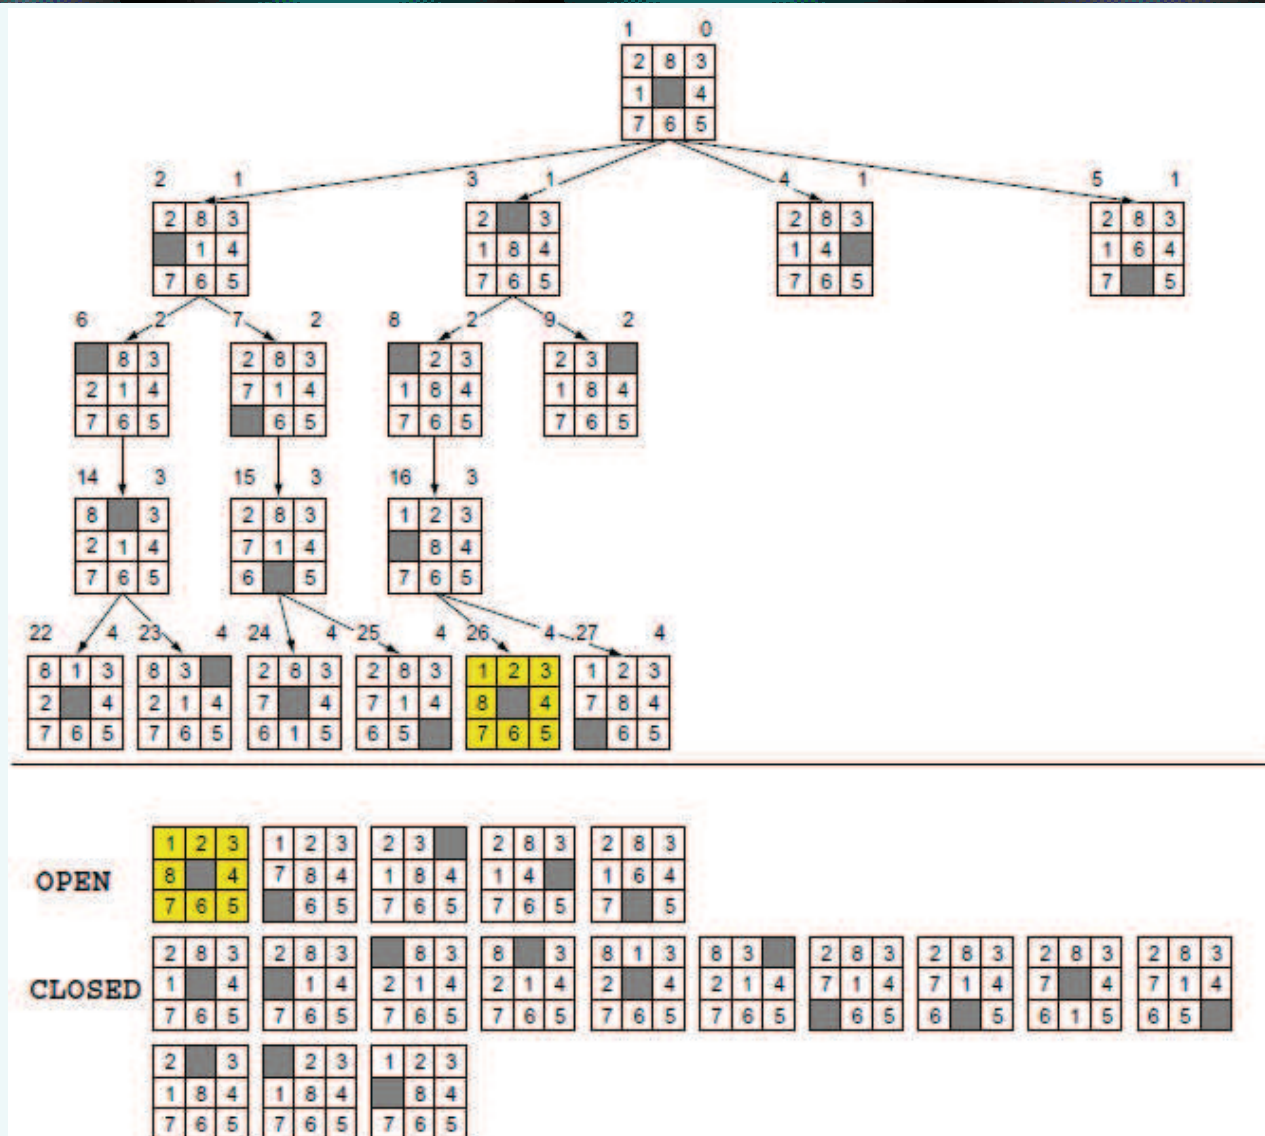 1 0
2 8 3
1 4
7 6 5
2 1 3 1 4 1 5 1
2 8 3 2 3 2 8 3 2 8 3
1 4 1 8 4 1 4 1 6 4
7 6 5 7 6 5 7 6 5 7 5
6 2 7 2 8 2 9 2
8 3 2 8 3 2 3 2 3
2 1 4 7 1 4 1 8 4 1 8 4
7 6 5 6 5 7 6 5 7 6 5
14 3 15 3 16 3
8 3 2 8 3 1 2 3
2 1 4 7 1 4 8 4
7 6 5 6 5 7 6 5
22 4 23 4 24 4 25 4 26 4 27 4
8 1 3 8 3 2 8 3 2 8 3 1 2 3 1 2 3
2 4 2 1 4 7 4 7 1 4 8 4 7 8 4
7 6 5 7 6 5 6 1 5 6 5 7 6 5 6 5
1 2 3 1 2 3 2 3 2 8 3 2 8 3
OPEN 8 4 7 8 4 1 8 4 1 4 1 6 4
7 6 5 6 5 7 6 5 7 6 5 7 5
2 8 3 2 8 3 8 3 8 3 8 1 3 8 3 2 8 3 2 8 3 2 8 3 2 8 3
CLOSED 1 4 1 4 2 1 4 2 1 4 2 4 2 1 4 7 1 4 7 1 4 7 4 7 1 4
7 6 5 7 6 5 7 6 5 7 6 5 7 6 5 7 6 5 6 5 6 5 6 1 5 6 5
2 3 2 3 1 2 3
1 8 4 1 8 4 8 4
7 6 5 7 6 5 7 6 5